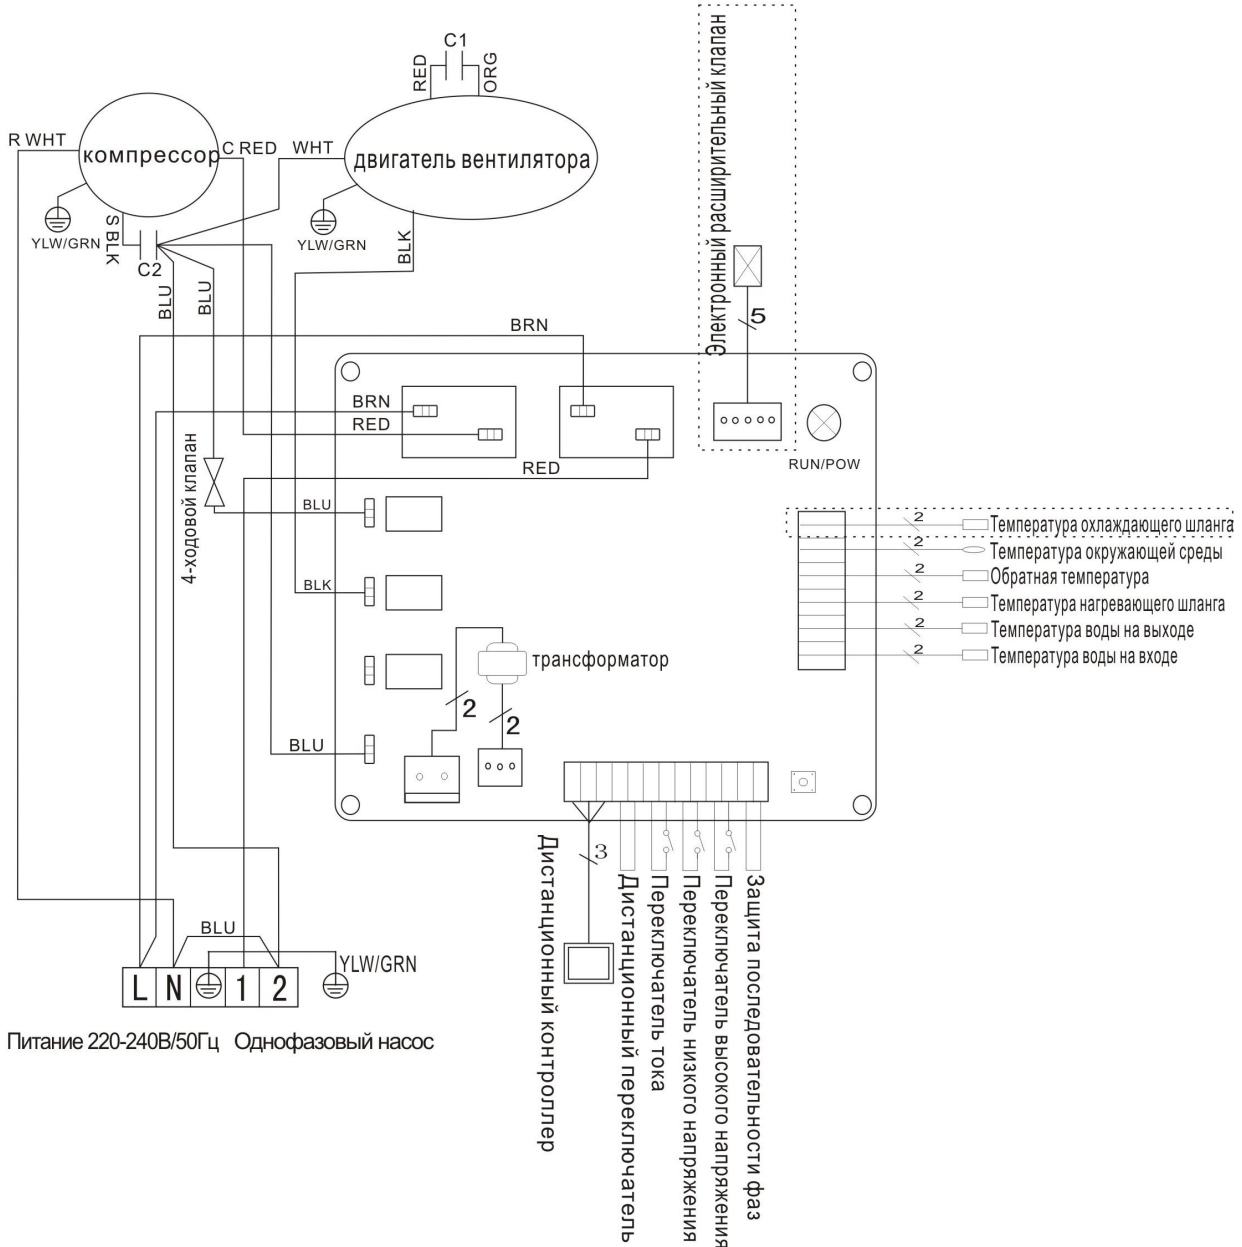 C1
RED
ORG
Электронный расширительный клапан
R WHT
компрессор
C RED
WHT
двигатель вентилятора
YLW/GRN
S BLK
C2
YLW/GRN
BLK
BLU
BLU
5
BRN
BRN
RED
RED
RUN/POW
4-ходовой клапан
BLU
BLK
трансформатор
2
2
BLU
2
Температура охлаждающего шланга
2
Температура окружающей среды
2
Обратная температура
2
Температура нагревающего шланга
2
Температура воды на выходе
2
Температура воды на входе
3
Дистанционный контроллер
Дистанционный переключатель
Переключатель тока
Переключатель низкого напряжения
Переключатель высокого напряжения
Защита последовательности фаз
BLU
YLW/GRN
L N 1 2
Питание 220-240В/50Гц Однофазовый насос